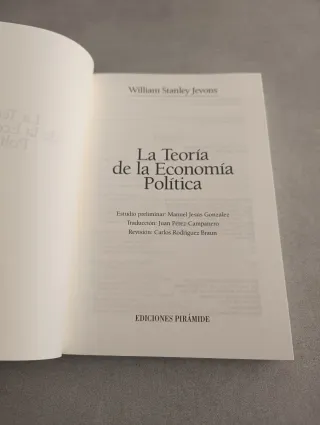 William Stanley Jevons
La Teoría
de la Economía
Política
Estudio preliminar: Manuel Jesús González
Traducción: Juan Pérez-Campanero
Revisión: Carlos Rodríguez Braun
EDICIONES PIRÁMIDE